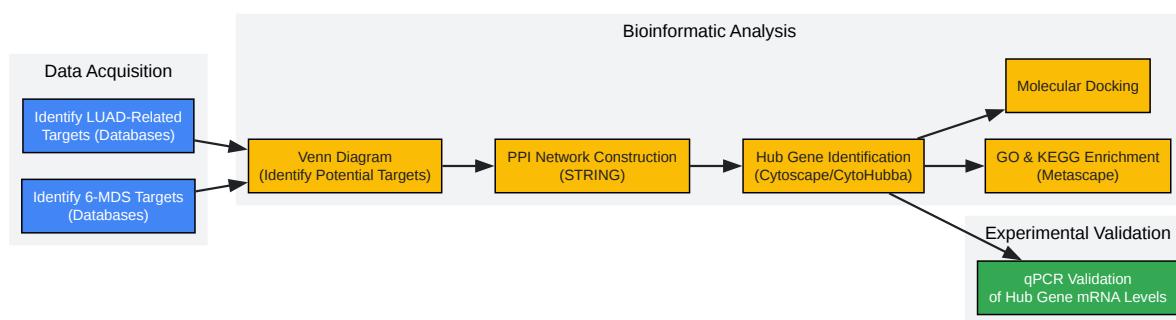 Data Acquisition
Identify LUAD-Related
Targets (Databases)
Identify 6-MDS Targets
(Databases)
Bioinformatic Analysis
Venn Diagram
(Identify Potential Targets)
PPI Network Construction
(STRING)
Hub Gene Identification
(Cytoscape/CytoHubba)
Molecular Docking
GO & KEGG Enrichment
(Metascape)
Experimental Validation
qPCR Validation
of Hub Gene mRNA Levels